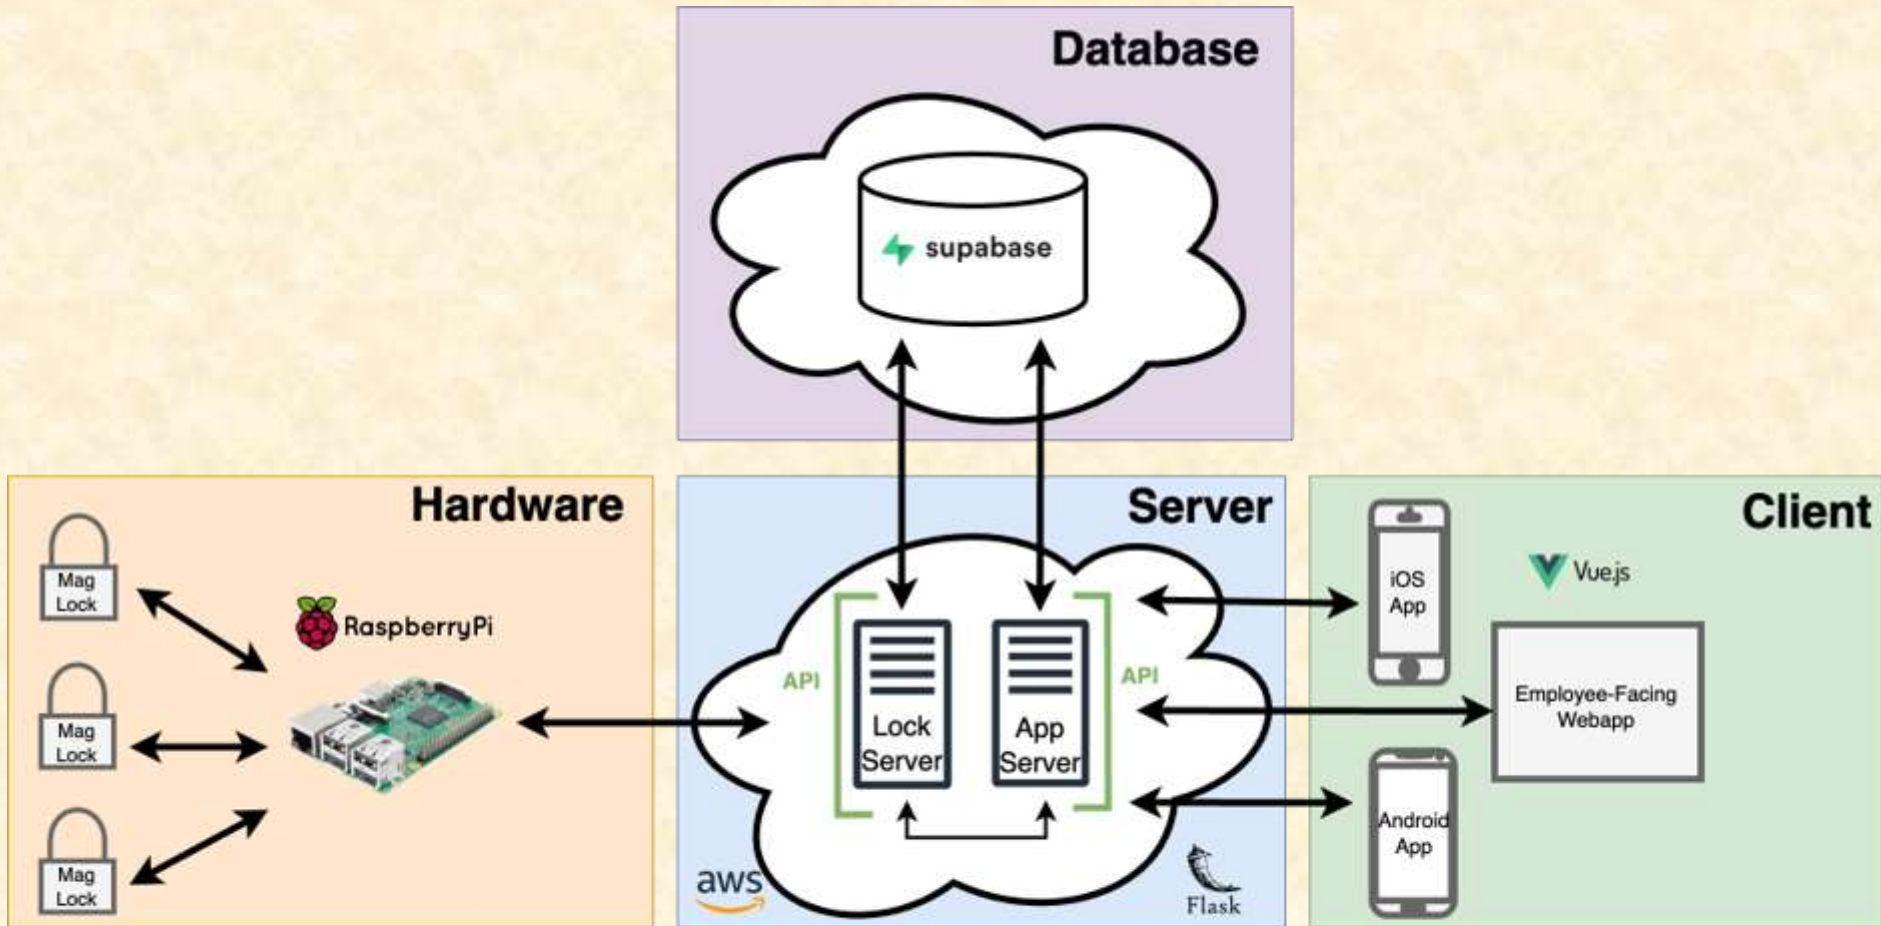 Database
supabase
Hardware
Mag
Lock
RaspberryPi
Mag
Lock
Mag
Lock
Server
API
Lock
Server
App
Server
API
aws
Flask
Client
iOS
App
Vue.js
Employee-Facing
Webapp
Android
App